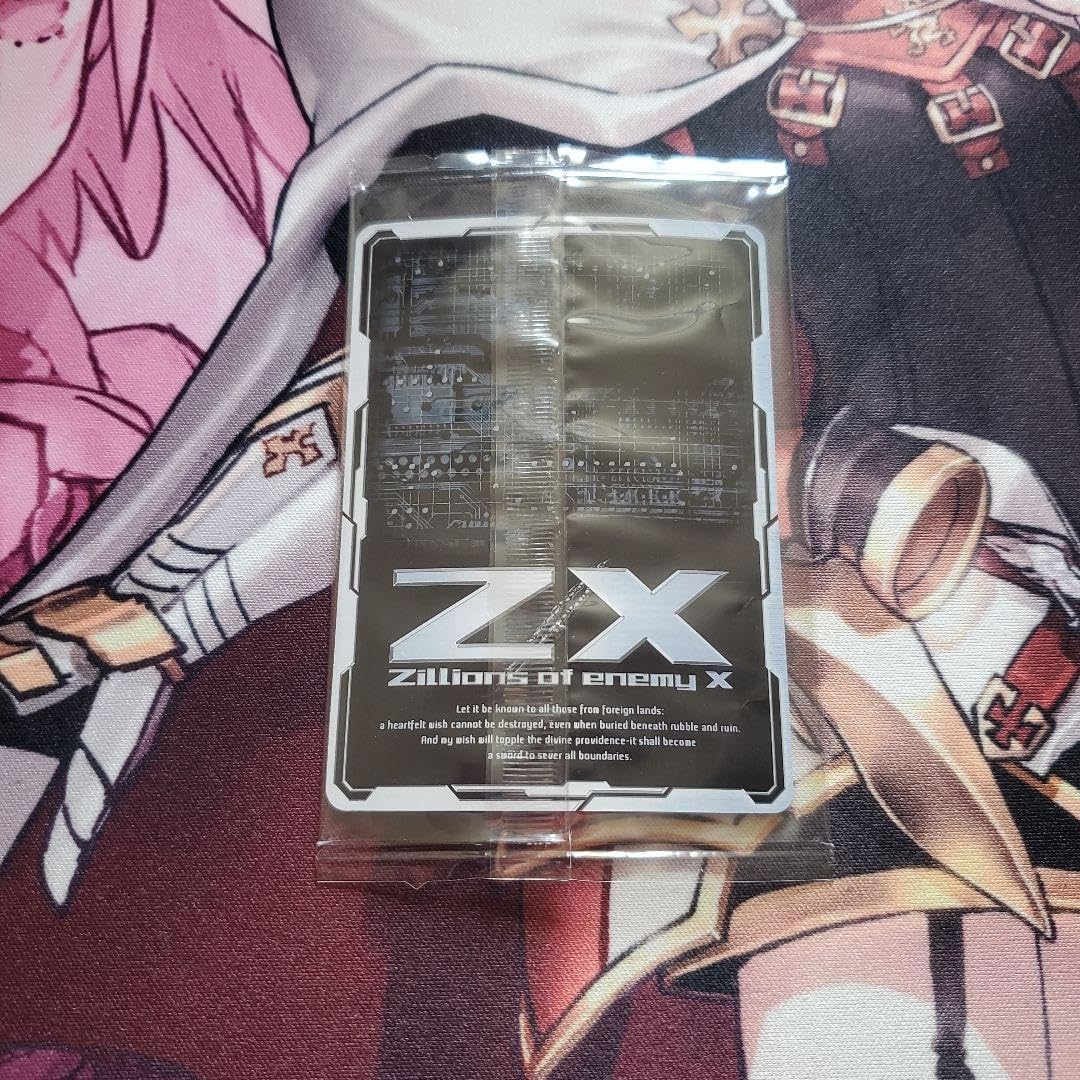 Z/X
Zillions of enemy X
Let it be known to all those from foreign lands:
a heartfelt wish cannot be destroyed, even when buried beneath rubble and ruin.
And my wish will topple the divine providence-it shall become
a sword to sever all boundaries.